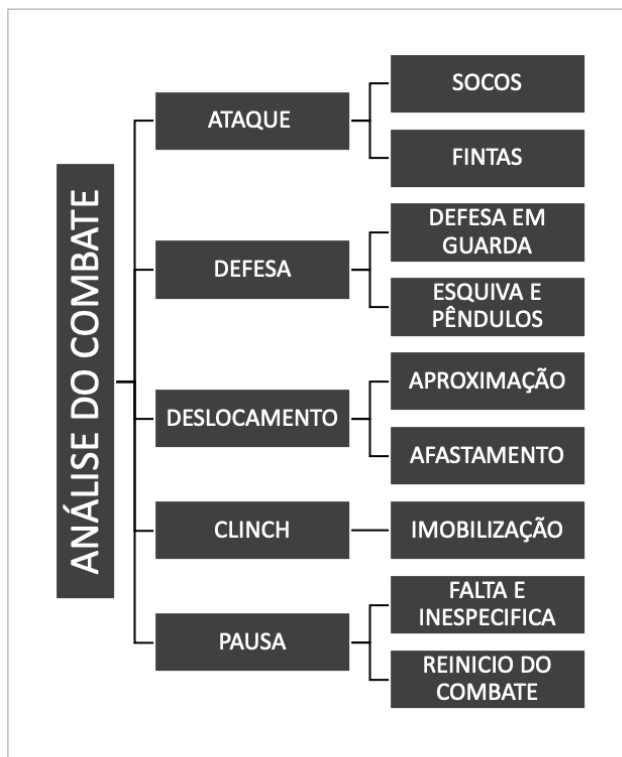 ANÁLISE DO COMBATE
ATAQUE
SOCOS
FINTAS
DEFESA
DEFESA EM
GUARDA
ESQUIVA E
PÊNDULOS
DESLOCAMENTO
APROXIMAÇÃO
AFASTAMENTO
CLINCH
IMOBILIZAÇÃO
PAUSA
FALTA E
INESPECIFICA
REINICIO DO
COMBATE